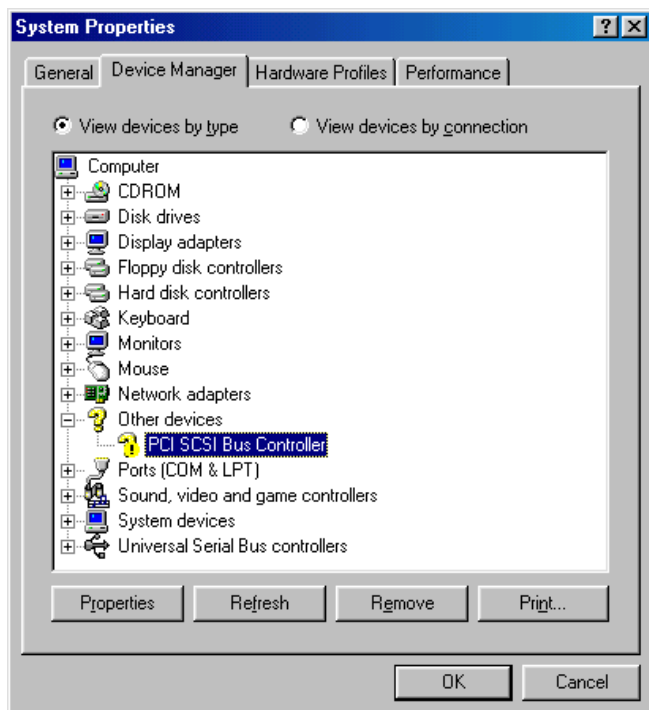 System Properties
General Device Manager Hardware Profiles Performance
View devices by type View devices by connection
Computer
CDROM
Disk drives
Display adapters
Floppy disk controllers
Hard disk controllers
Keyboard
Monitors
Mouse
Network adapters
Other devices
PCI SCSI Bus Controller
Ports (COM & LPT)
Sound, video and game controllers
System devices
Universal Serial Bus controllers
Properties Refresh Remove Print...
OK Cancel